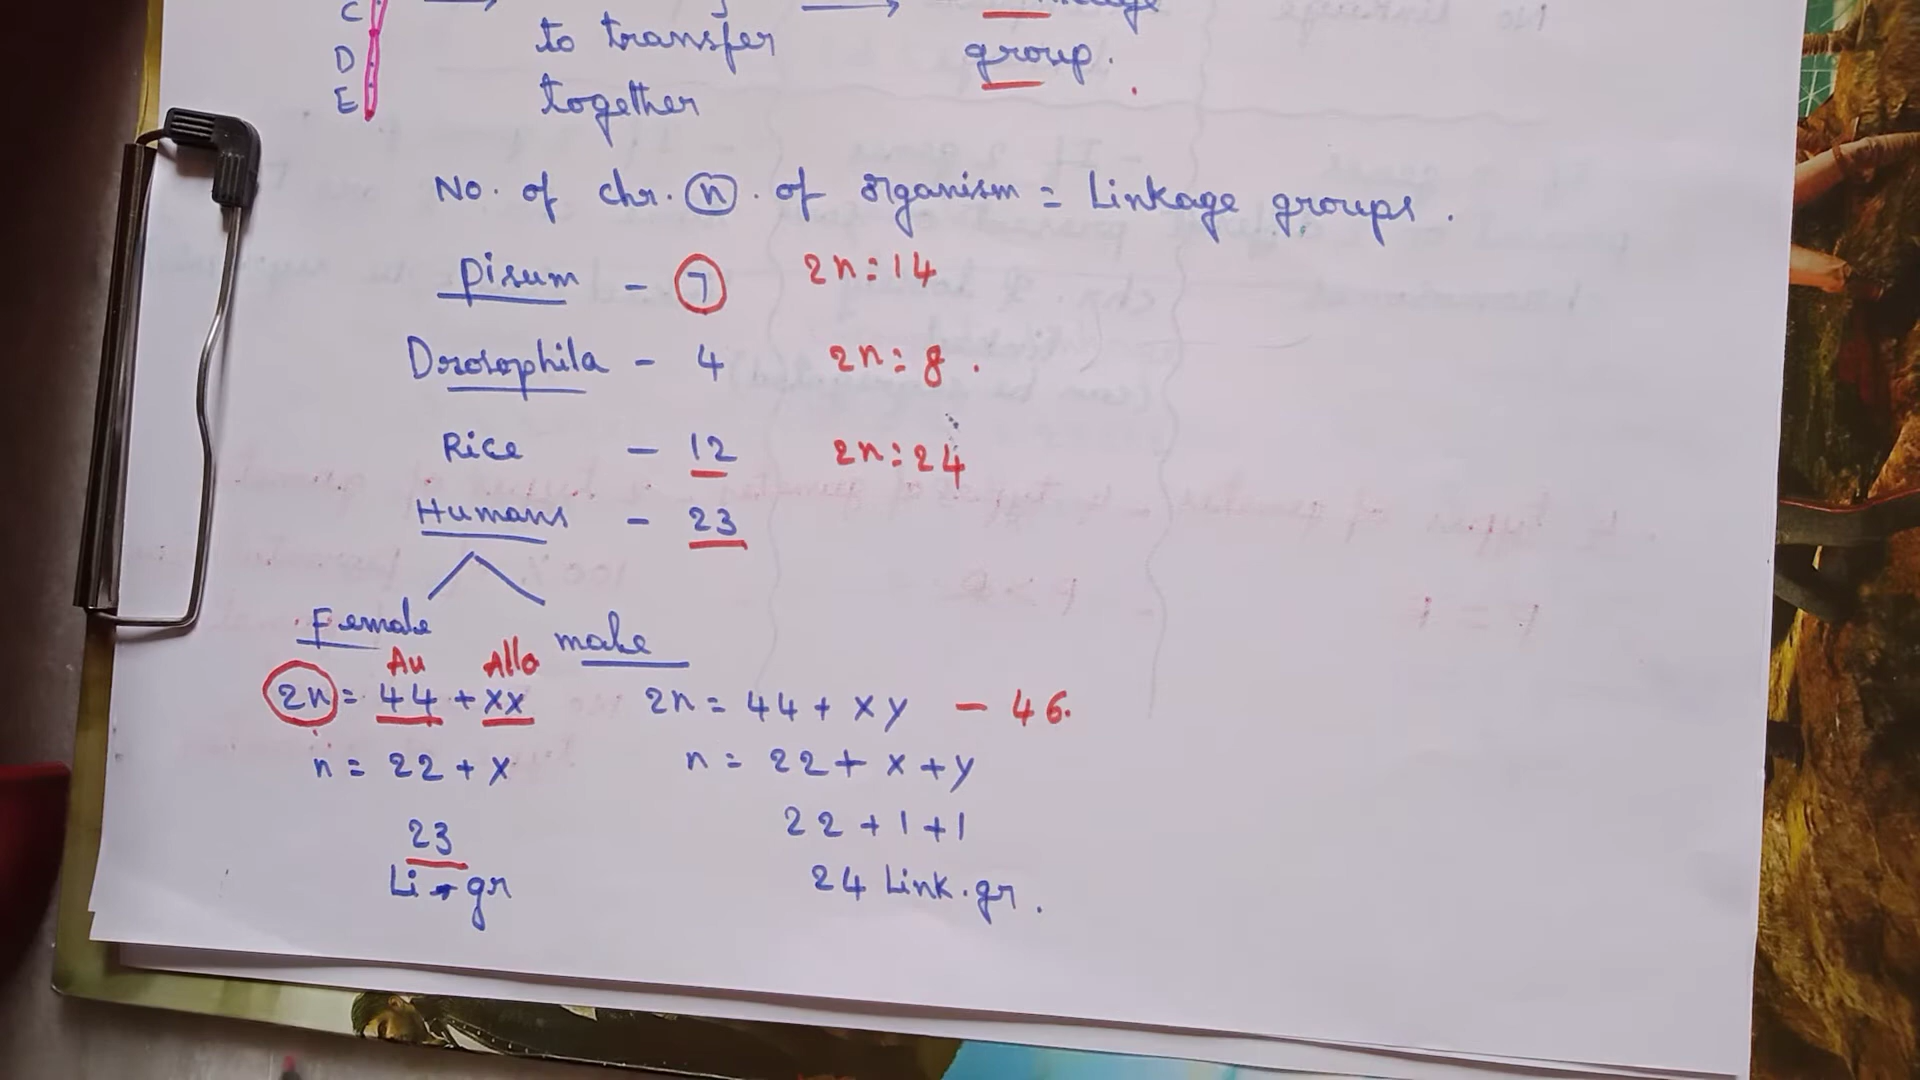 C
to transfer
group.
D
E
together
No. of chr. n . of organism = Linkage groups.
Pisum - 7 2n=14
Drosophila - 4 2n=8.
Rice - 12 2n=24
Humans - 23
Female male
Au Allo
2n = 44 + xx 2n = 44 + xy - 46.
n = 22 + x n = 22 + x + y
23 22 + 1 + 1
Li-gr 24 Link.gr.